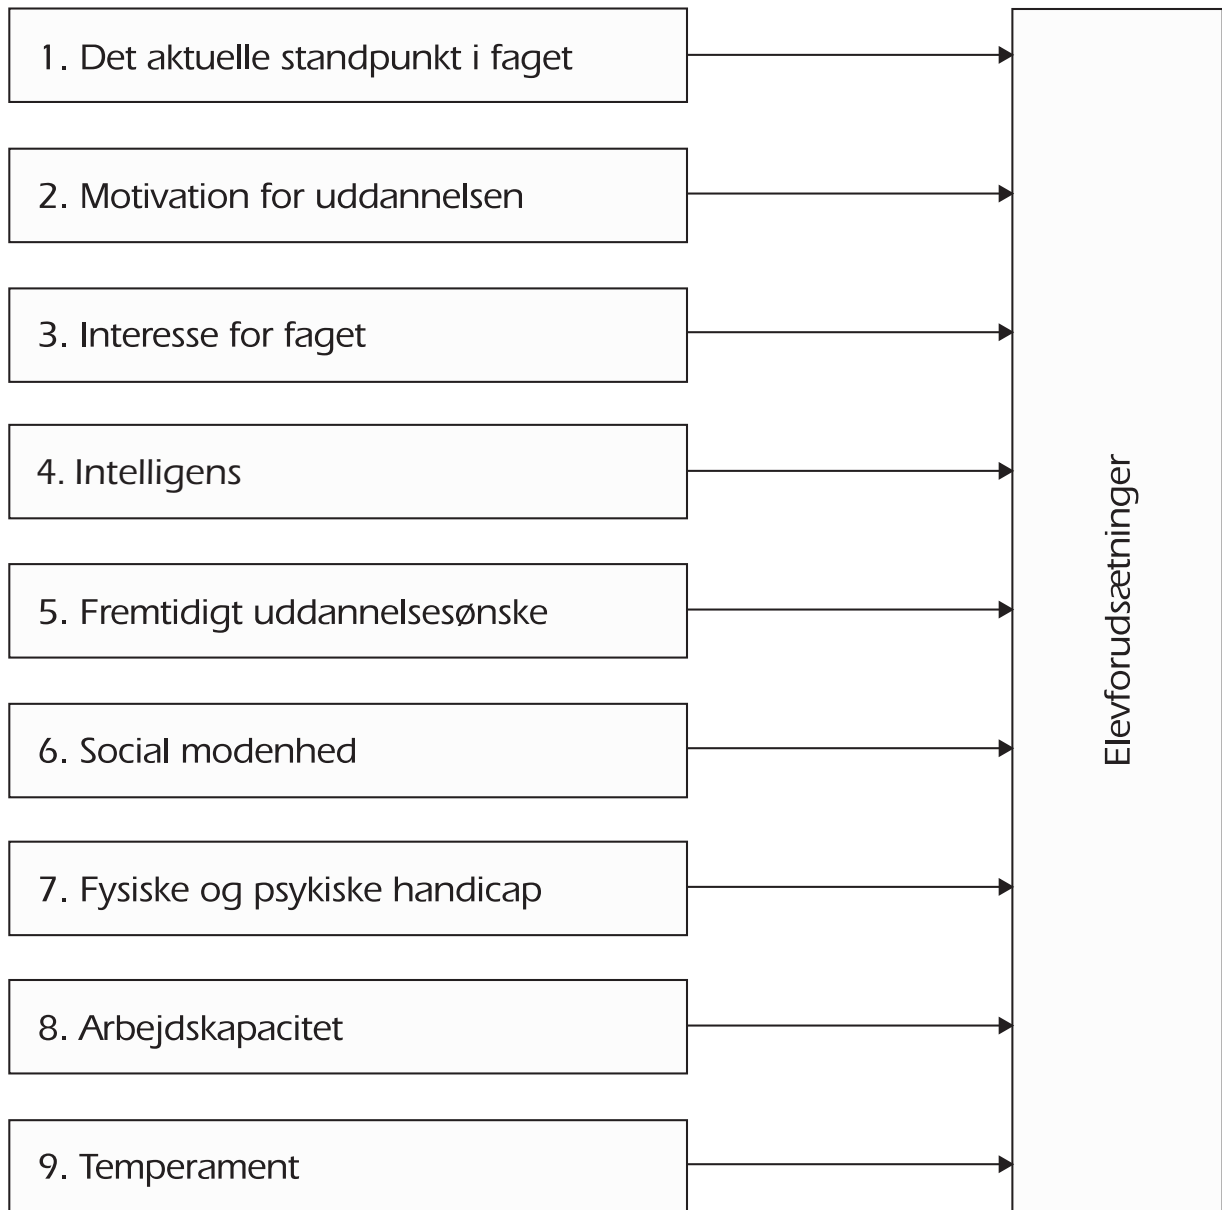 1. Det aktuelle standpunkt i faget
2. Motivation for uddannelsen
3. Interesse for faget
4. Intelligens
5. Fremtidigt uddannelsesønske
6. Social modenhed
7. Fysiske og psykiske handicap
8. Arbejdskapacitet
9. Temperament
Elevforudsætninger